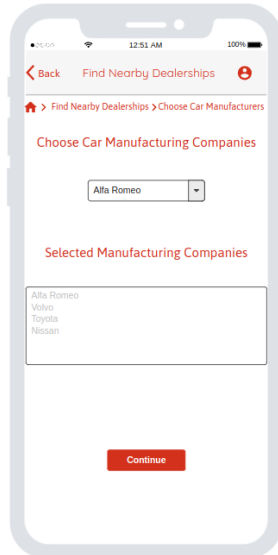 12:51 AM 100%
Back Find Nearby Dealerships
> Find Nearby Dealerships > Choose Car Manufacturers
Choose Car Manufacturing Companies
Alfa Romeo
Selected Manufacturing Companies
Alfa Romeo
Volvo
Toyota
Nissan
Continue